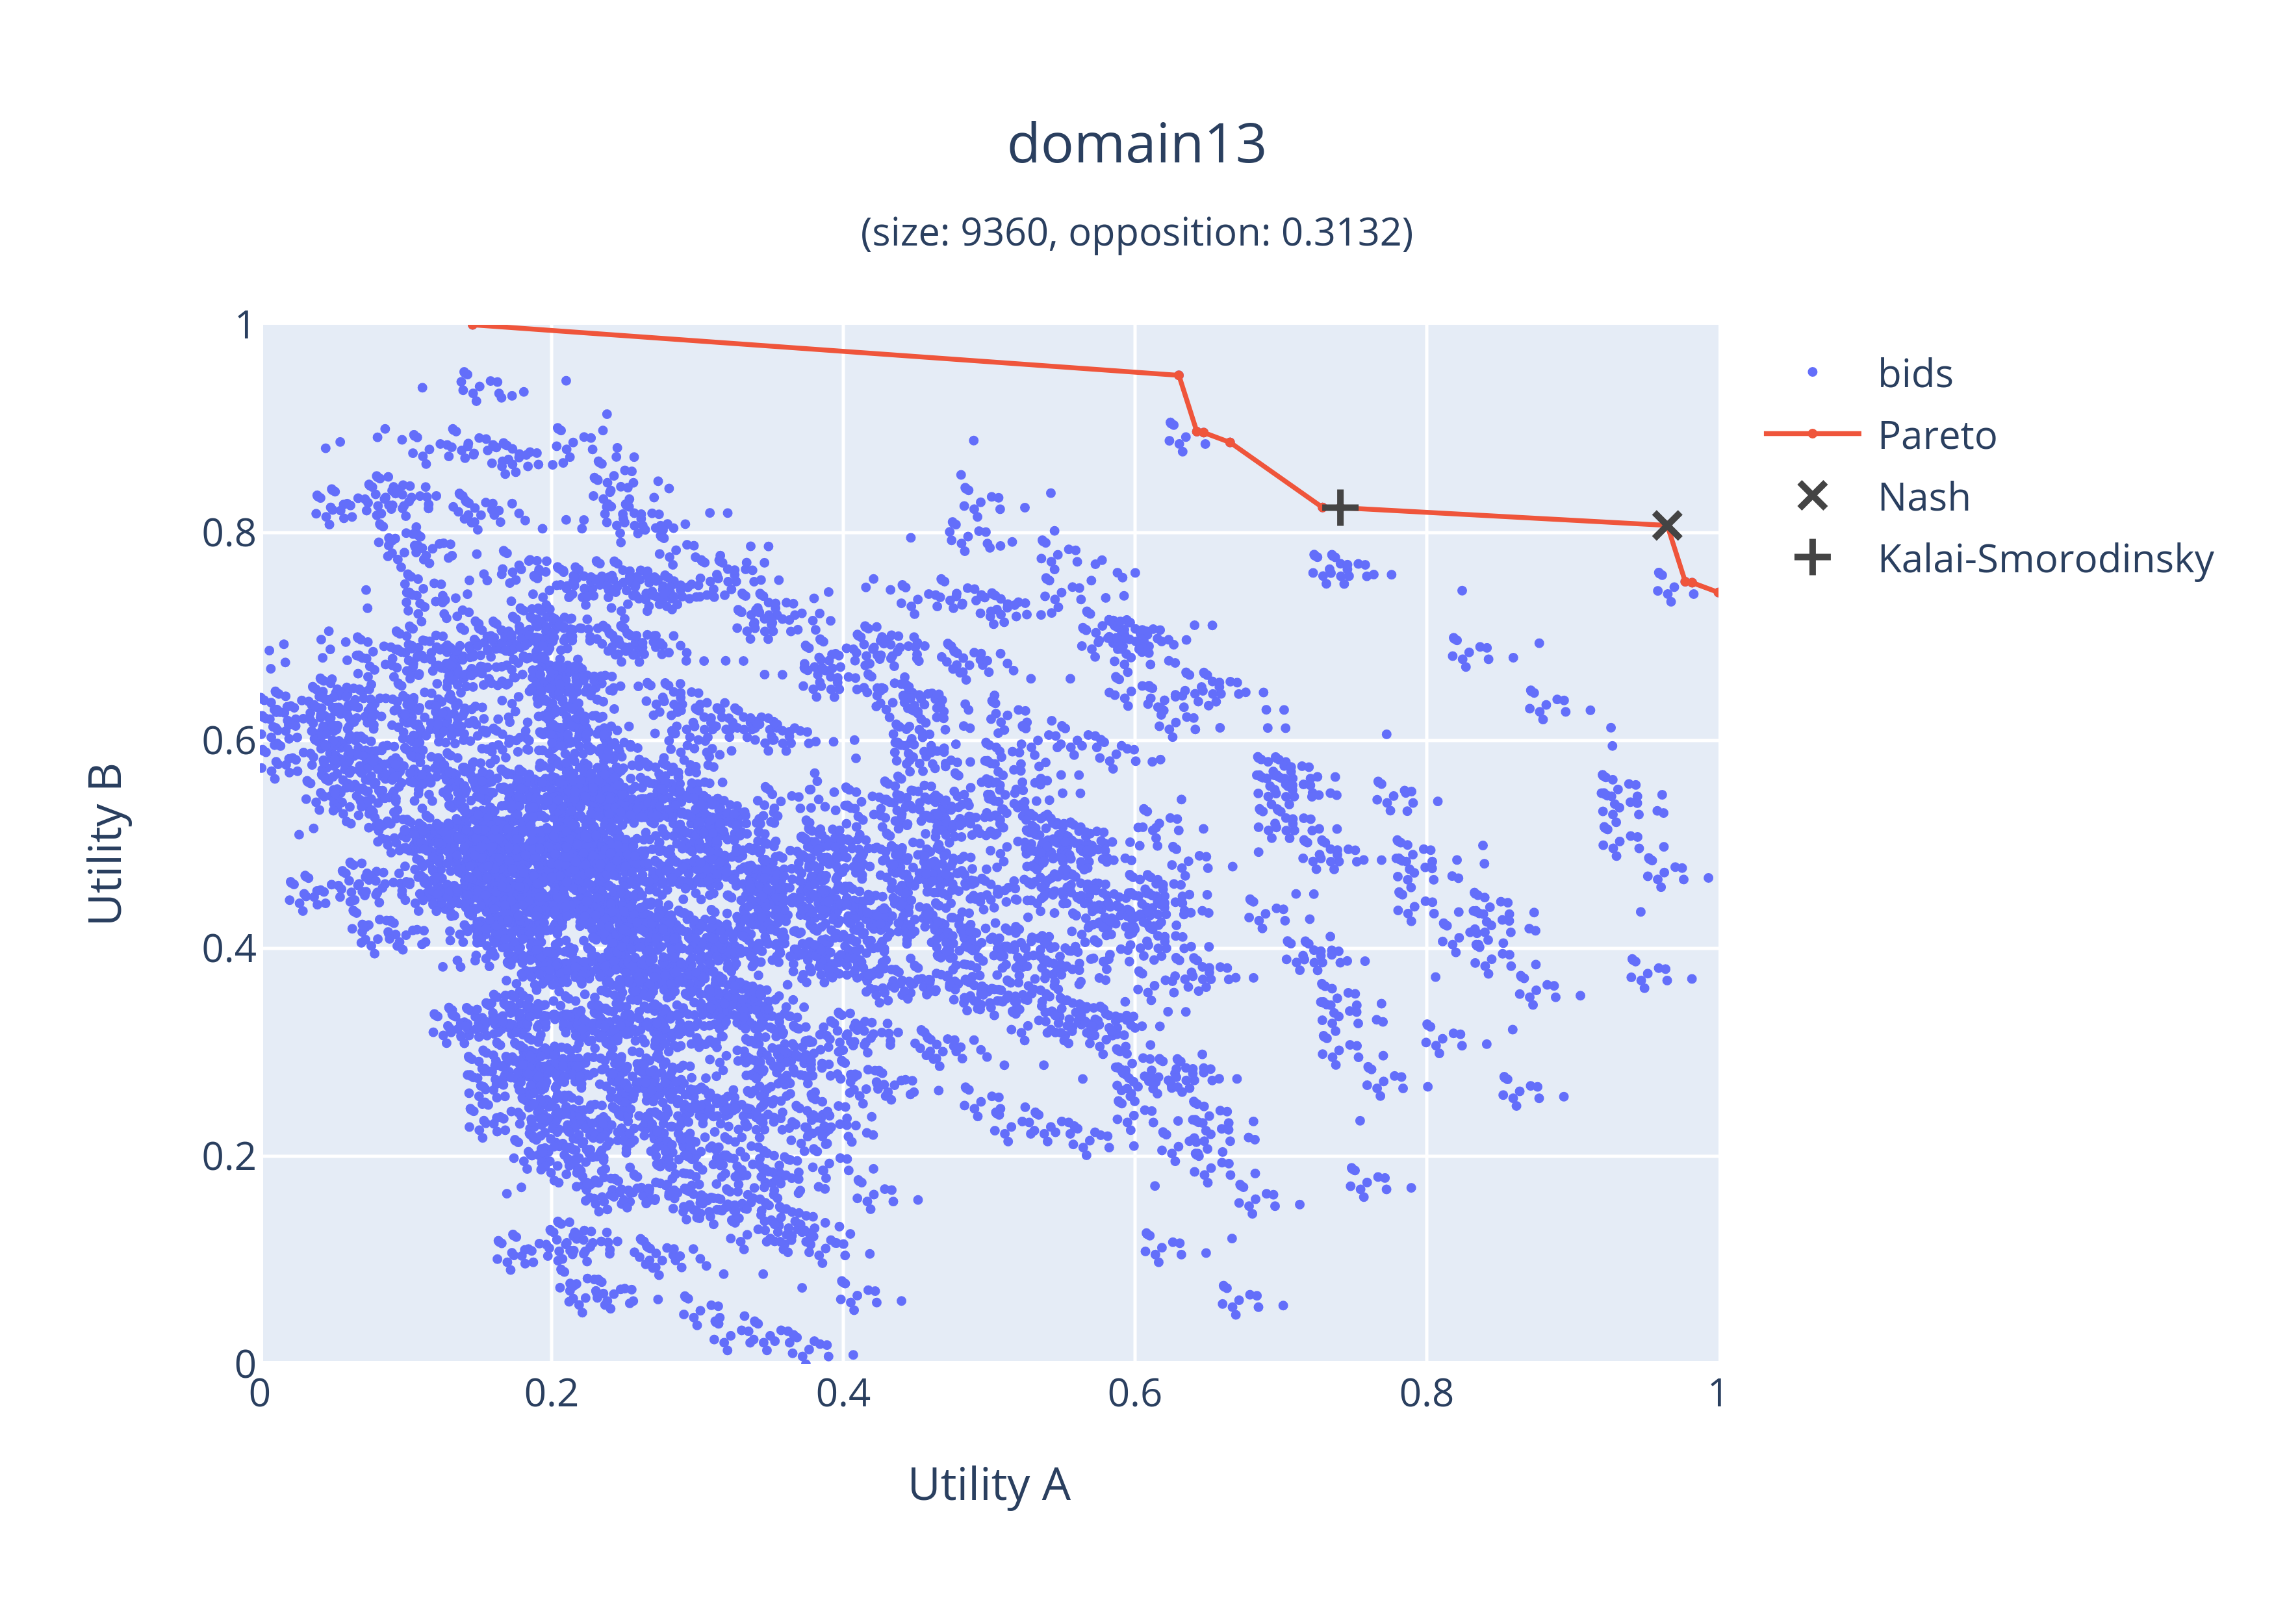 domain13
(size: 9360, opposition: 0.3132)
1
0.8
0.6
0.4
0.2
0
0
0.2
0.4
0.6
0.8
1
Utility B
Utility A
bids
Pareto
Nash
Kalai-Smorodinsky